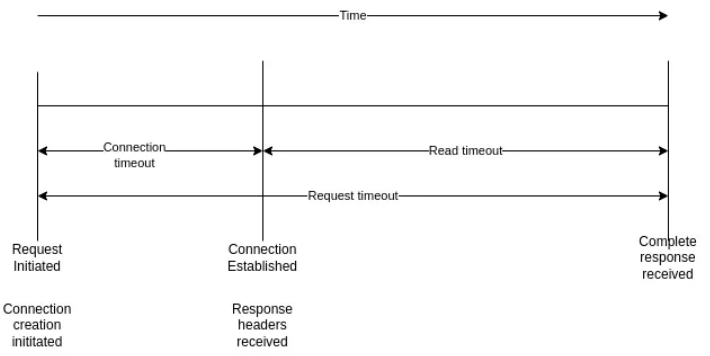 Time
Connection
timeout
Read timeout
Request timeout
Request
Initiated
Connection
Established
Complete
response
received
Connection
creation
inititated
Response
headers
received